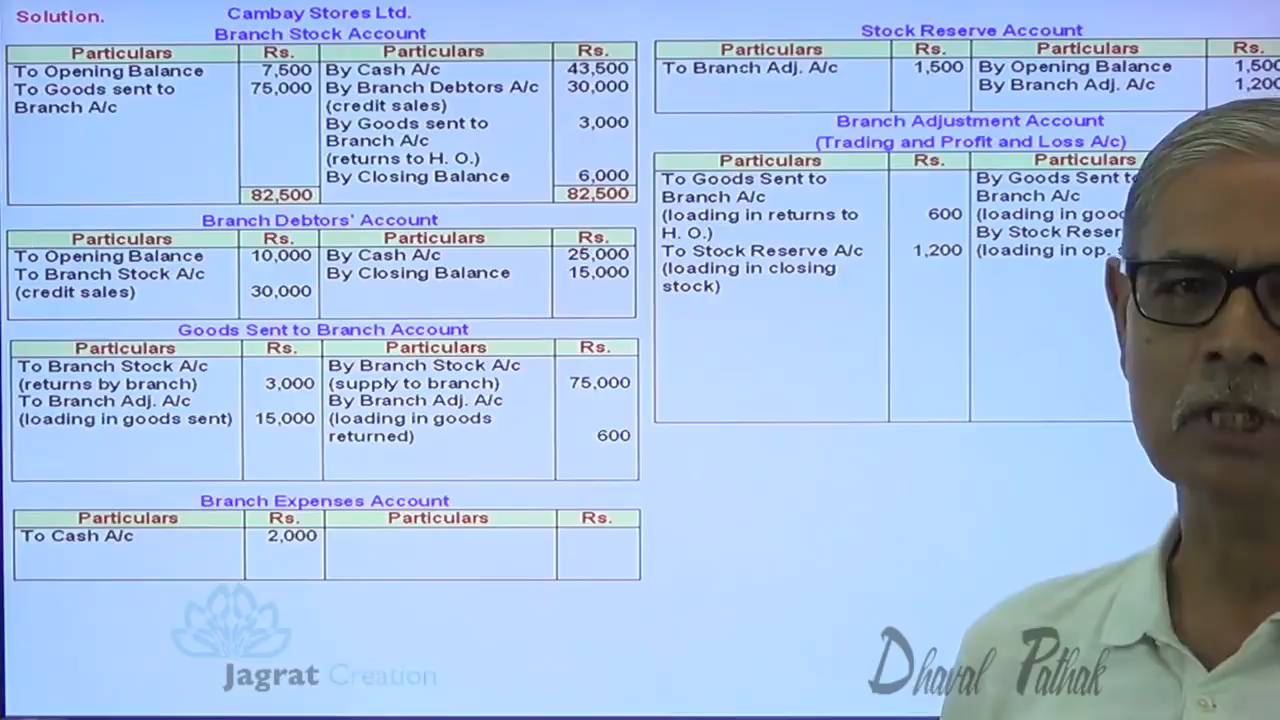 Solution.
Cambay Stores Ltd.
Branch Stock Account
Particulars Rs. Particulars Rs.
To Opening Balance 7,500 By Cash A/c 43,500
To Goods sent to 75,000 By Branch Debtors A/c 30,000
Branch A/c (credit sales)
By Goods sent to 3,000
Branch A/c
(returns to H. O.)
By Closing Balance 6,000
82,500 82,500
Branch Debtors' Account
Particulars Rs. Particulars Rs.
To Opening Balance 10,000 By Cash A/c 25,000
To Branch Stock A/c By Closing Balance 15,000
(credit sales) 30,000
Goods Sent to Branch Account
Particulars Rs. Particulars Rs.
To Branch Stock A/c By Branch Stock A/c
(returns by branch) 3,000 (supply to branch) 75,000
To Branch Adj. A/c By Branch Adj. A/c
(loading in goods sent) 15,000 (loading in goods
returned) 600
Branch Expenses Account
Particulars Rs. Particulars Rs.
To Cash A/c 2,000
Stock Reserve Account
Particulars Rs. Particulars Rs.
To Branch Adj. A/c 1,500 By Opening Balance 1,500
By Branch Adj. A/c 1,200
Branch Adjustment Account
(Trading and Profit and Loss A/c)
Particulars Rs. Particulars
To Goods Sent to By Goods Sent
Branch A/c Branch A/c
(loading in returns to 600 (loading in
H. O.) By Stock
To Stock Reserve A/c 1,200 (loading in op.
(loading in closing
stock)
Jagrat Creation
Dhaval Pathak